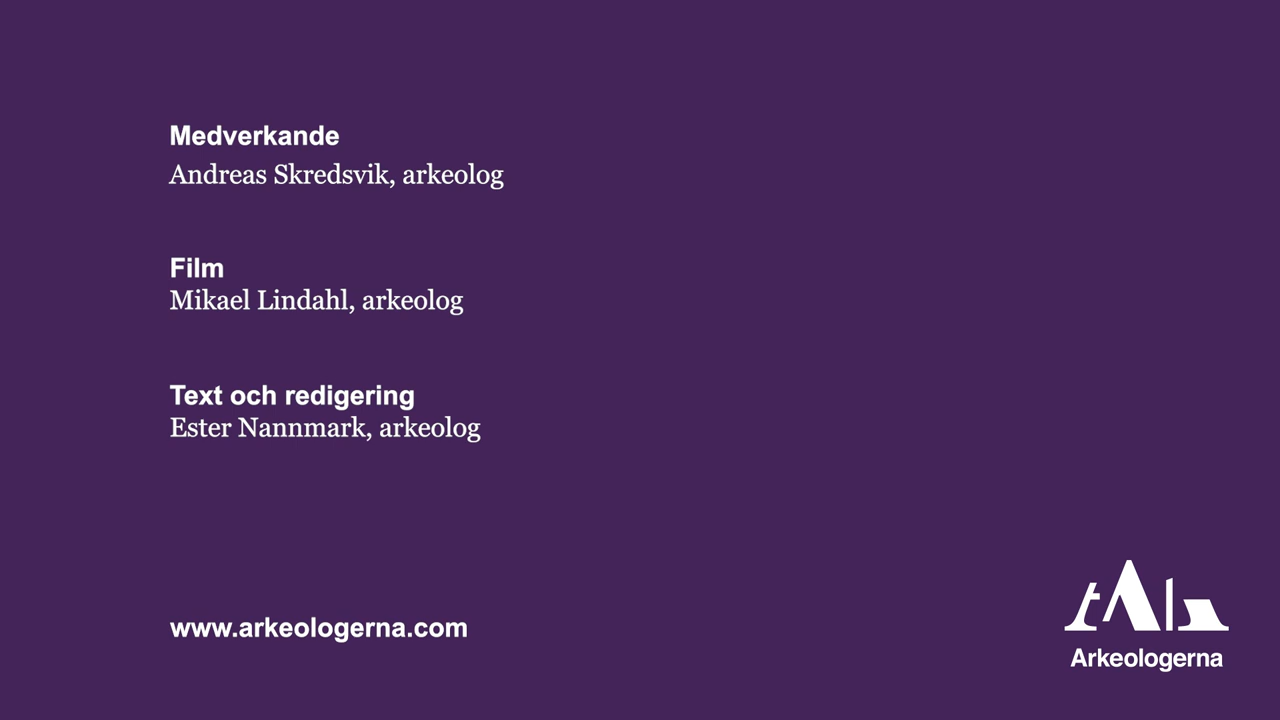 Medverkande
Andreas Skredsvik, arkeolog
Film
Mikael Lindahl, arkeolog
Text och redigering
Ester Nannmark, arkeolog
www.arkeologerna.com
Arkeologerna